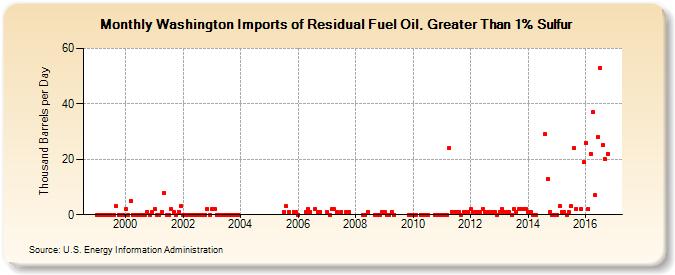 Monthly Washington Imports of Residual Fuel Oil, Greater Than 1% Sulfur
Thousand Barrels per Day
60
40
20
0
2000 2002 2004 2006 2008 2010 2012 2014 2016
Source: U.S. Energy Information Administration